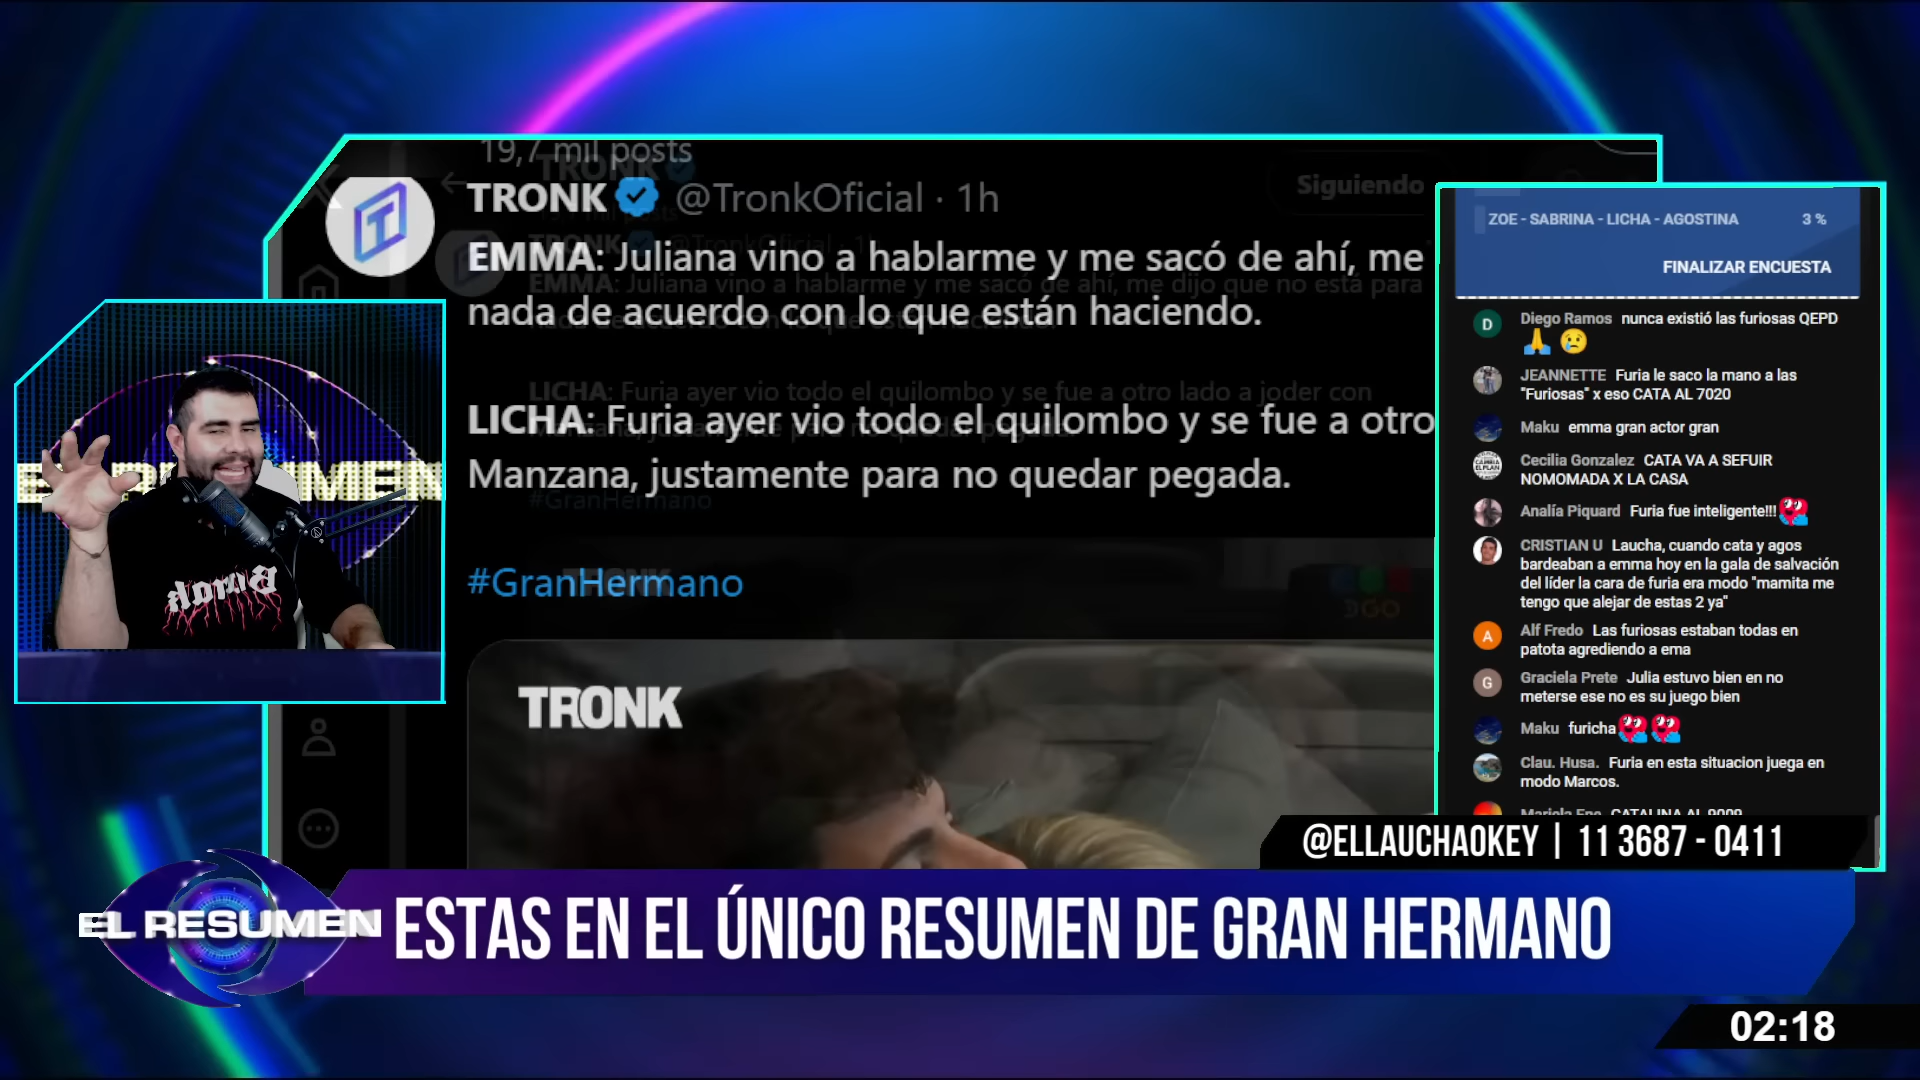 19,7 mil posts
Siguiendo
TRONK @TronkOficial · 1h
EMMA: Juliana vino a hablarme y me sacó de ahí, me
nada de acuerdo con lo que están haciendo.
LICHA: Furia ayer vio todo el quilombo y se fue a otro
Manzana, justamente para no quedar pegada.
#GranHermano
TRONK
ZOE - SABRINA - LICHA - AGOSTINA 3 %
FINALIZAR ENCUESTA
D Diego Ramos nunca existió las furiosas QEPD
🙏 😢
JEANNETTE Furia le saco la mano a las
"Furiosas" x eso CATA AL 7020
Maku emma gran actor gran
Cecilia Gonzalez CATA VA A SEFUIR
NOMOMADA X LA CASA
Analía Piquard Furia fue inteligente!!!
CRISTIAN U Laucha, cuando cata y agos
bardeaban a emma hoy en la gala de salvación
del líder la cara de furia era modo "mamita me
tengo que alejar de estas 2 ya"
A Alf Fredo Las furiosas estaban todas en
patota agrediendo a ema
G Graciela Prete Julia estuvo bien en no
meterse ese no es su juego bien
Maku furicha
Clau. Husa. Furia en esta situacion juega en
modo Marcos.
@ELLAUCHAOKEY | 11 3687 - 0411
EL RESUMEN
ESTAS EN EL ÚNICO RESUMEN DE GRAN HERMANO
02:18